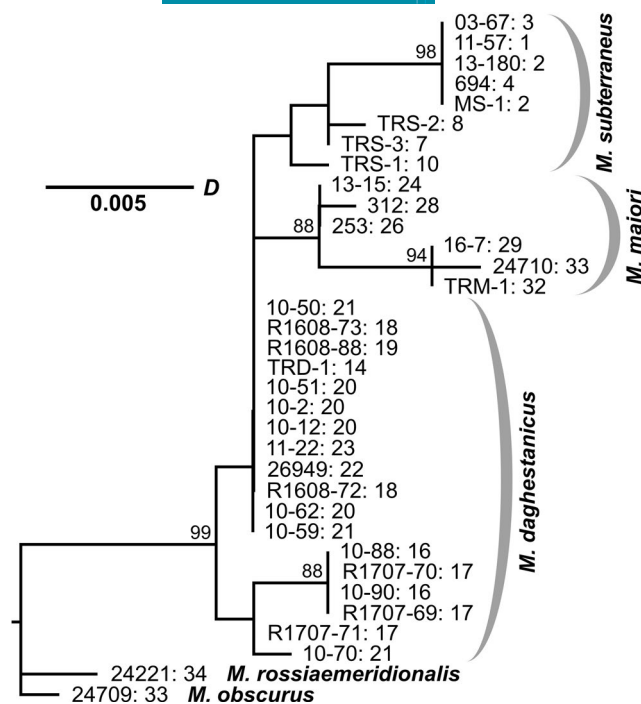 03-67: 3
11-57: 1
13-180: 2
98
694: 4
MS-1: 2
TRS-2: 8
TRS-3: 7
TRS-1: 10
M. subterraneus
D
0.005
13-15: 24
312: 28
88
253: 26
16-7: 29
94
24710: 33
TRM-1: 32
M. majori
10-50: 21
R1608-73: 18
R1608-88: 19
TRD-1: 14
10-51: 20
10-2: 20
10-12: 20
11-22: 23
26949: 22
R1608-72: 18
10-62: 20
10-59: 21
99
10-88: 16
88
R1707-70: 17
10-90: 16
R1707-69: 17
R1707-71: 17
10-70: 21
M. daghestanicus
24221: 34 M. rossiaemeridionalis
24709: 33 M. obscurus